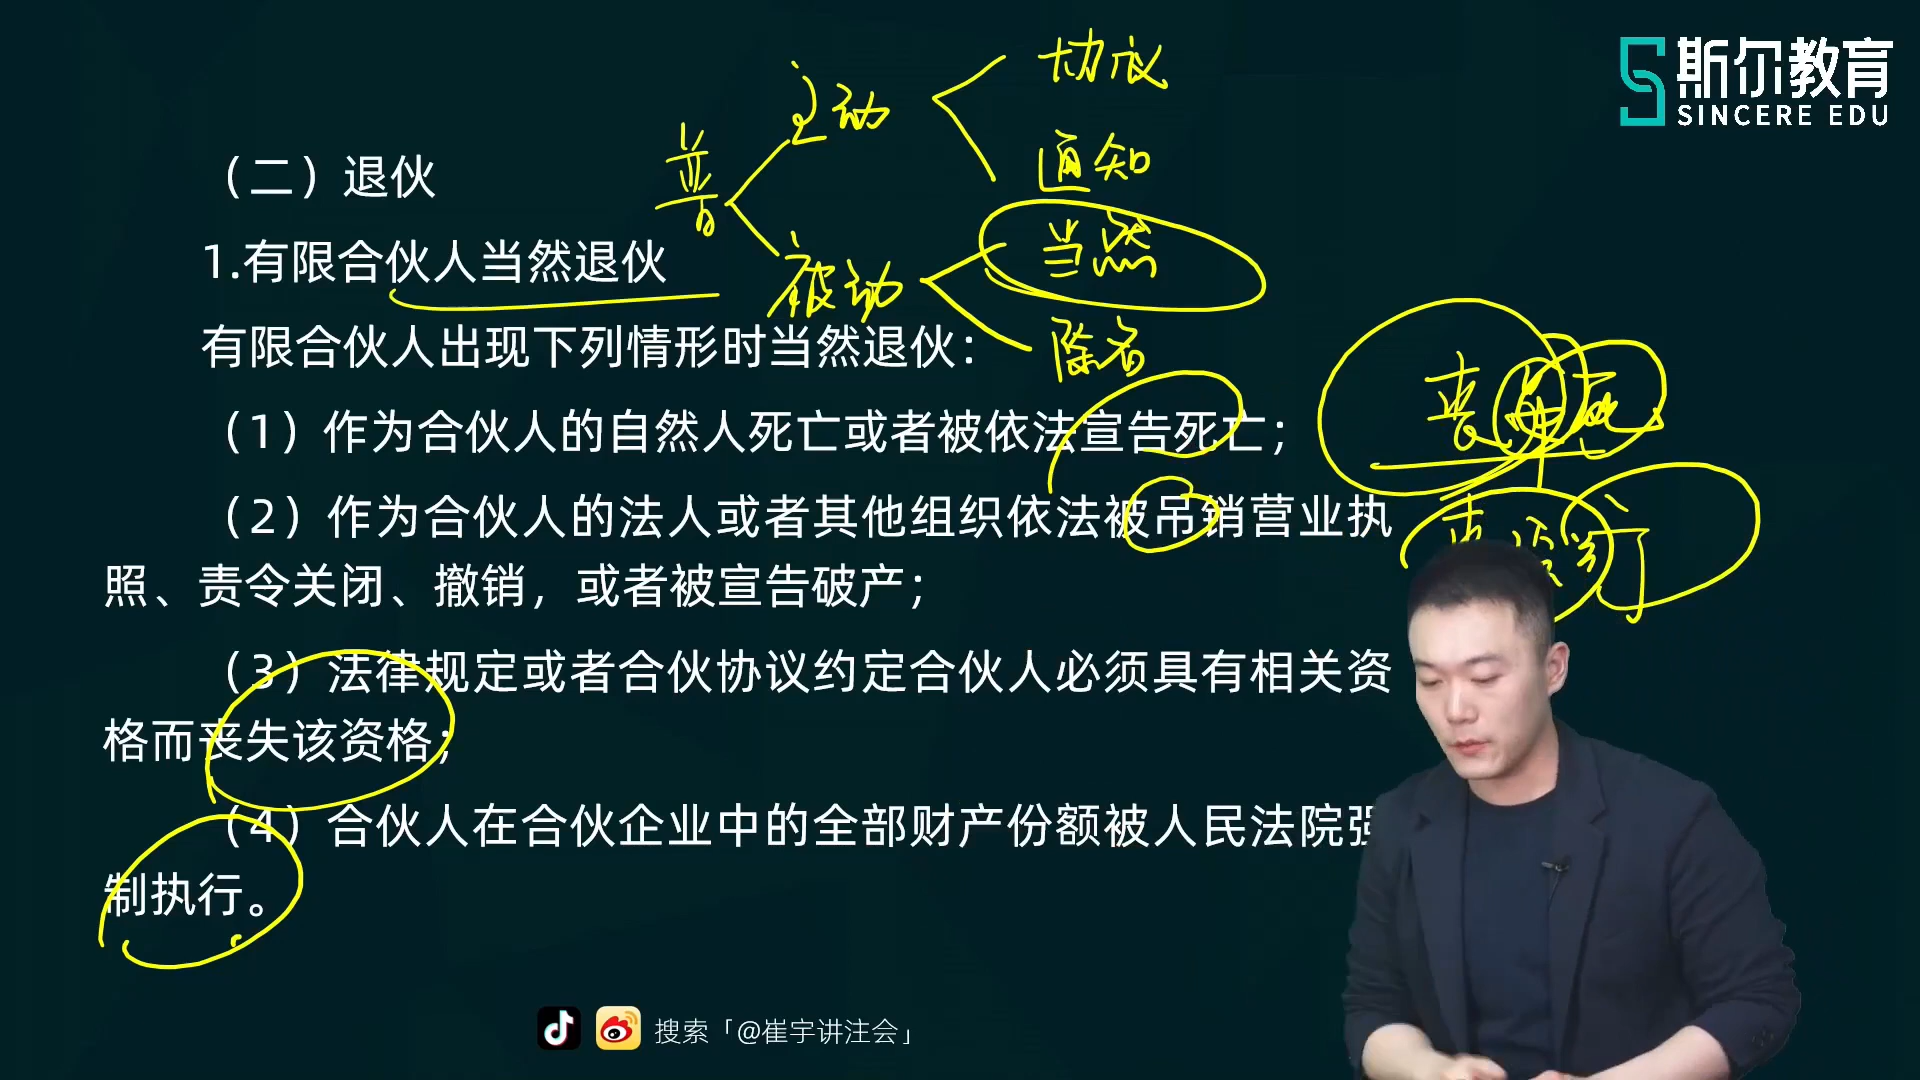 斯尔教育
SINCERE EDU
协议
主动
通知
普
（二）退伙
当然
1.有限合伙人当然退伙
被动
除名
有限合伙人出现下列情形时当然退伙：
（1）作为合伙人的自然人死亡或者被依法宣告死亡；
（2）作为合伙人的法人或者其他组织依法被吊销营业执
照、责令关闭、撤销，或者被宣告破产；
（3）法律规定或者合伙协议约定合伙人必须具有相关资
格而丧失该资格；
（4）合伙人在合伙企业中的全部财产份额被人民法院强
制执行。
搜索「@崔宇讲注会」